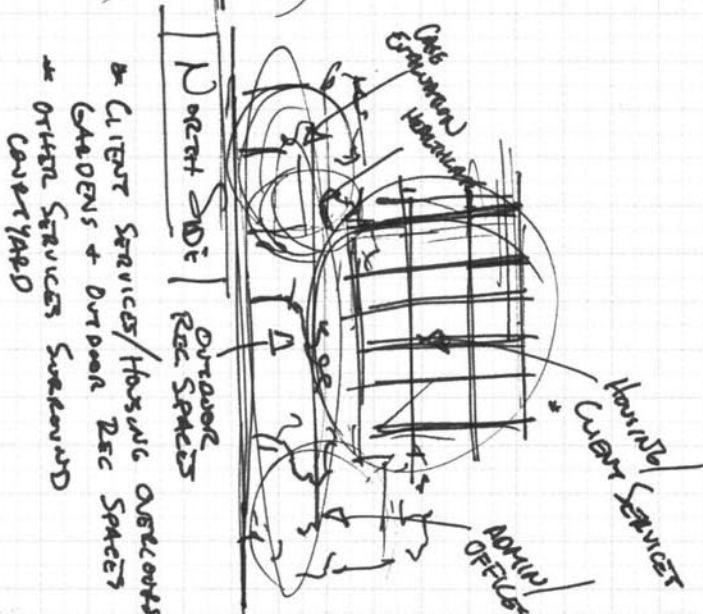 CASE
EVALUATION
HEALTHCARE
HOUSING/
CLIENT SERVICES
*
ADMIN
OFFICES
OUTDOOR
REC SPACES
NORTH SIDE
* CLIENT SERVICES/HOUSING OVERLOOKS
GARDENS + OUTDOOR REC SPACES
* OTHER SERVICES SURROUND
COURTYARD